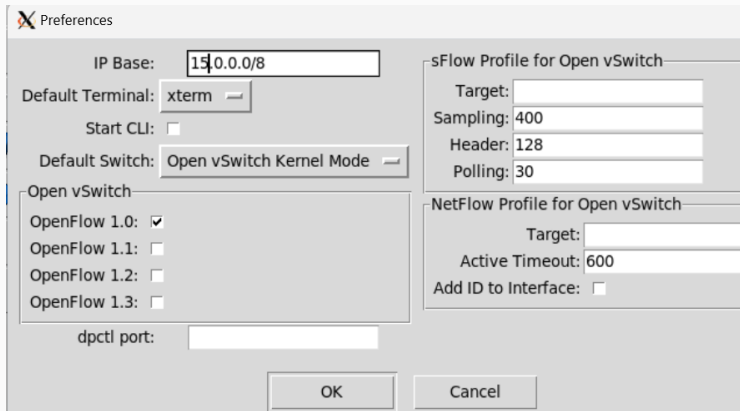 Preferences
IP Base: 15.0.0.0/8
Default Terminal: xterm
Start CLI:
Default Switch: Open vSwitch Kernel Mode
Open vSwitch
OpenFlow 1.0:
OpenFlow 1.1:
OpenFlow 1.2:
OpenFlow 1.3:
dpctl port:
sFlow Profile for Open vSwitch
Target:
Sampling: 400
Header: 128
Polling: 30
NetFlow Profile for Open vSwitch
Target:
Active Timeout: 600
Add ID to Interface:
OK
Cancel